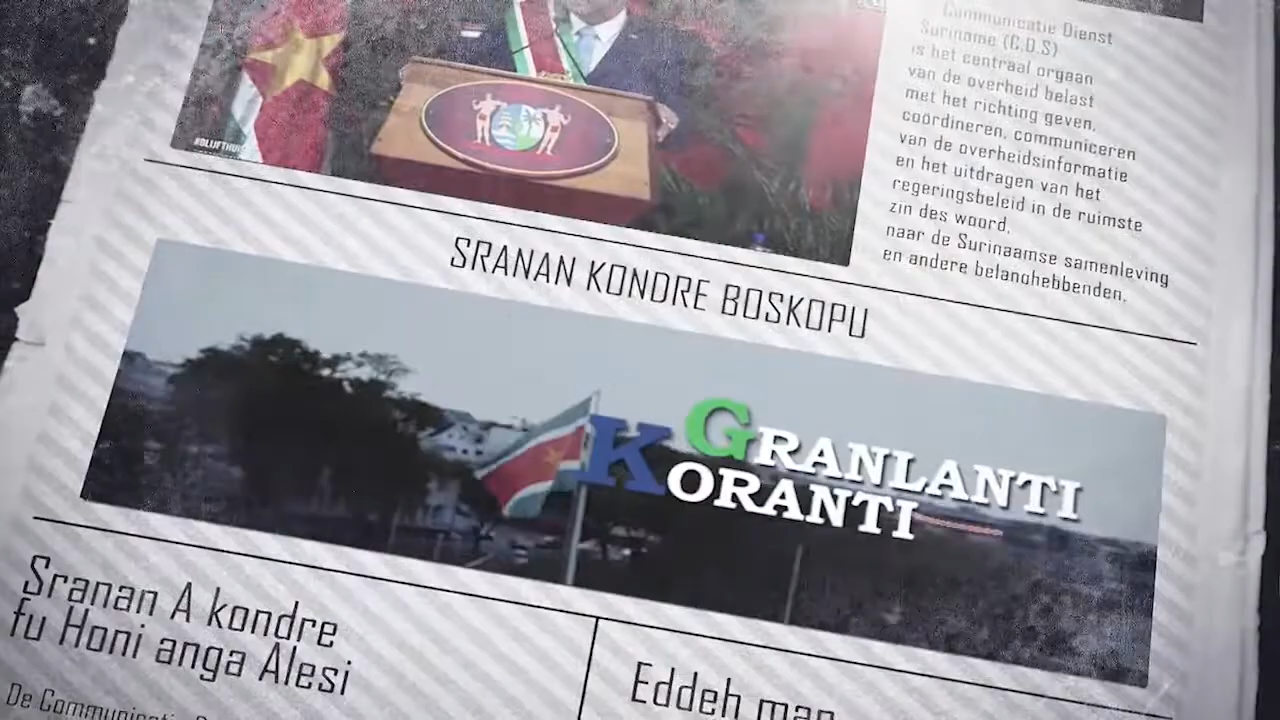 Communicatie Dienst
Suriname (C.D.S)
is het centraal orgaan
van de overheid belast
met het richting geven,
coördineren, communiceren
van de overheidsinformatie
en het uitdragen van het
regeringsbeleid in de ruimste
zin des woord,
naar de Surinaamse samenleving
en andere belanghebbenden.
SRANAN KONDRE BOSKOPU
GRANLANTI
KORANTI
Sranan A kondre
fu Honi anga Alesi
Eddeh man
De